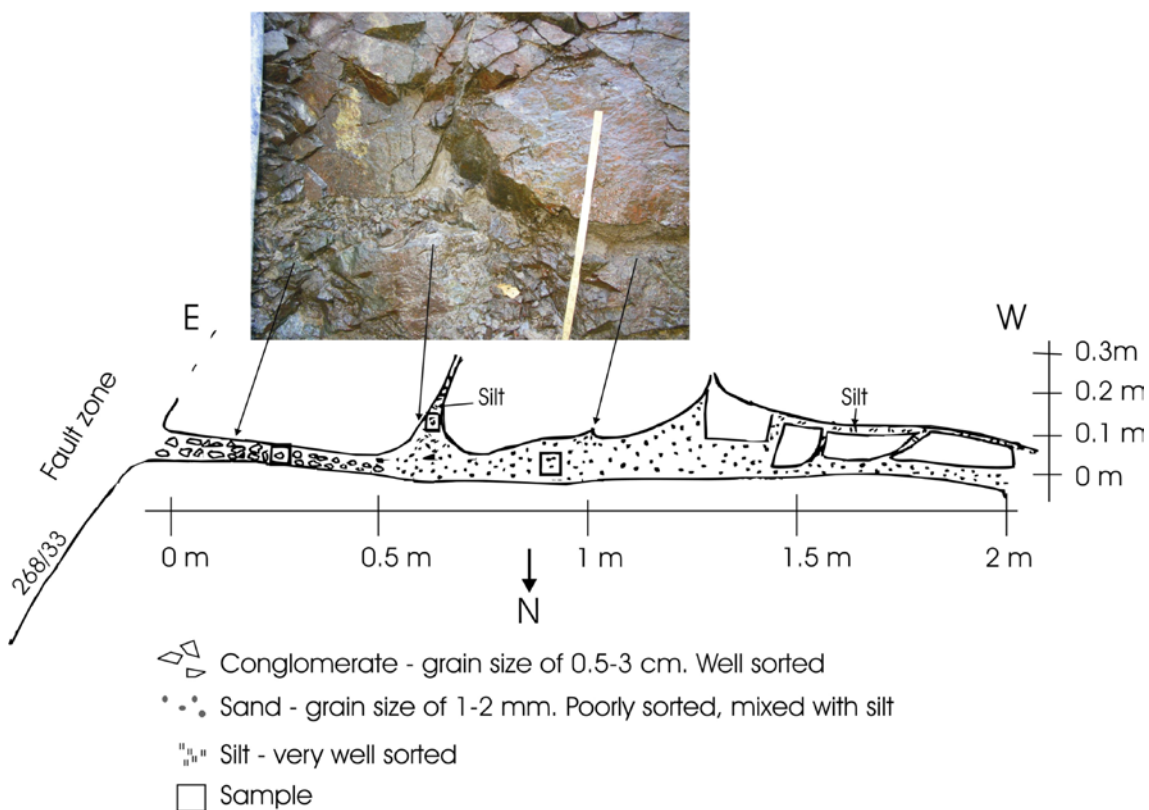 E
W
0.3m
0.2 m
0.1 m
0 m
Silt
Silt
Fault zone
268/33
0 m
0.5 m
1 m
1.5 m
2 m
N
Conglomerate - grain size of 0.5-3 cm. Well sorted
Sand - grain size of 1-2 mm. Poorly sorted, mixed with silt
Silt - very well sorted
Sample